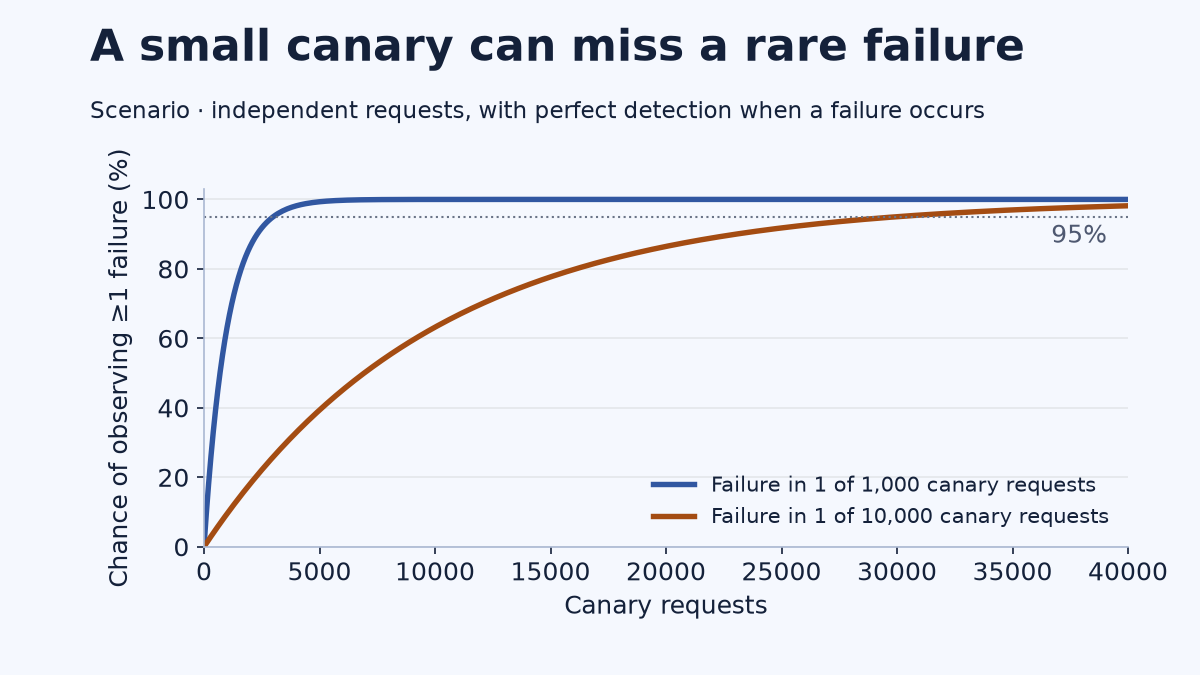 A small canary can miss a rare failure
Scenario · independent requests, with perfect detection when a failure occurs
Chance of observing ≥1 failure (%)
100
80
60
40
20
0
95%
Failure in 1 of 1,000 canary requests
Failure in 1 of 10,000 canary requests
0 5000 10000 15000 20000 25000 30000 35000 40000
Canary requests